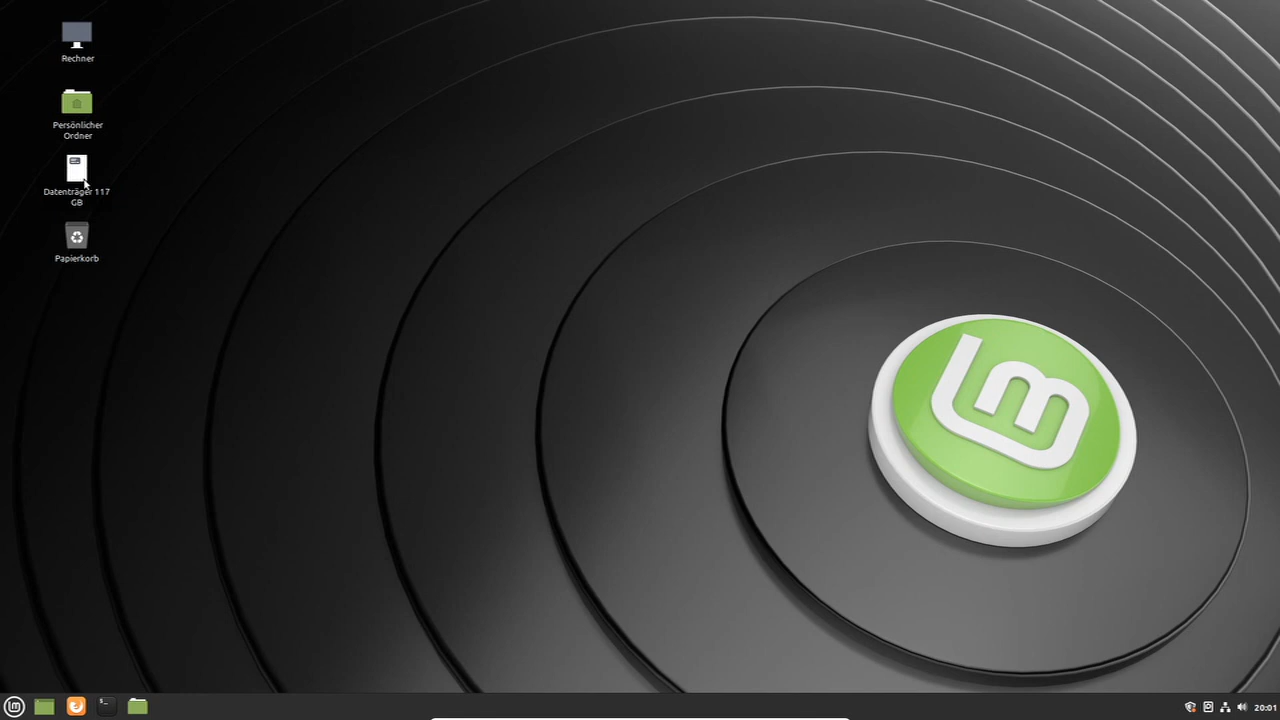 Rechner
Persönlicher
Ordner
Datenträger 117
GB
Papierkorb
20:01